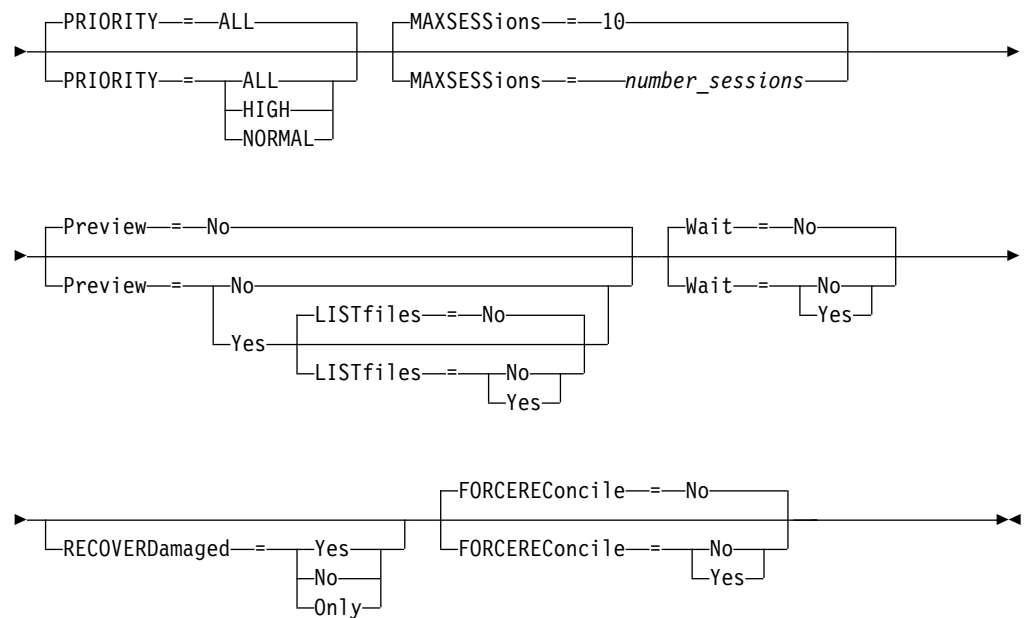 PRIORITY = ALL MAXSESSions = 10
PRIORITY = ALL MAXSESSions = number_sessions
HIGH
NORMAL
Preview = No Wait = No
Preview = No Wait = No
LISTfiles = No Yes
Yes
LISTfiles = No
Yes
FORCEREConcile = No
RECOVERDamaged = Yes FORCEREConcile = No
No Yes
Only